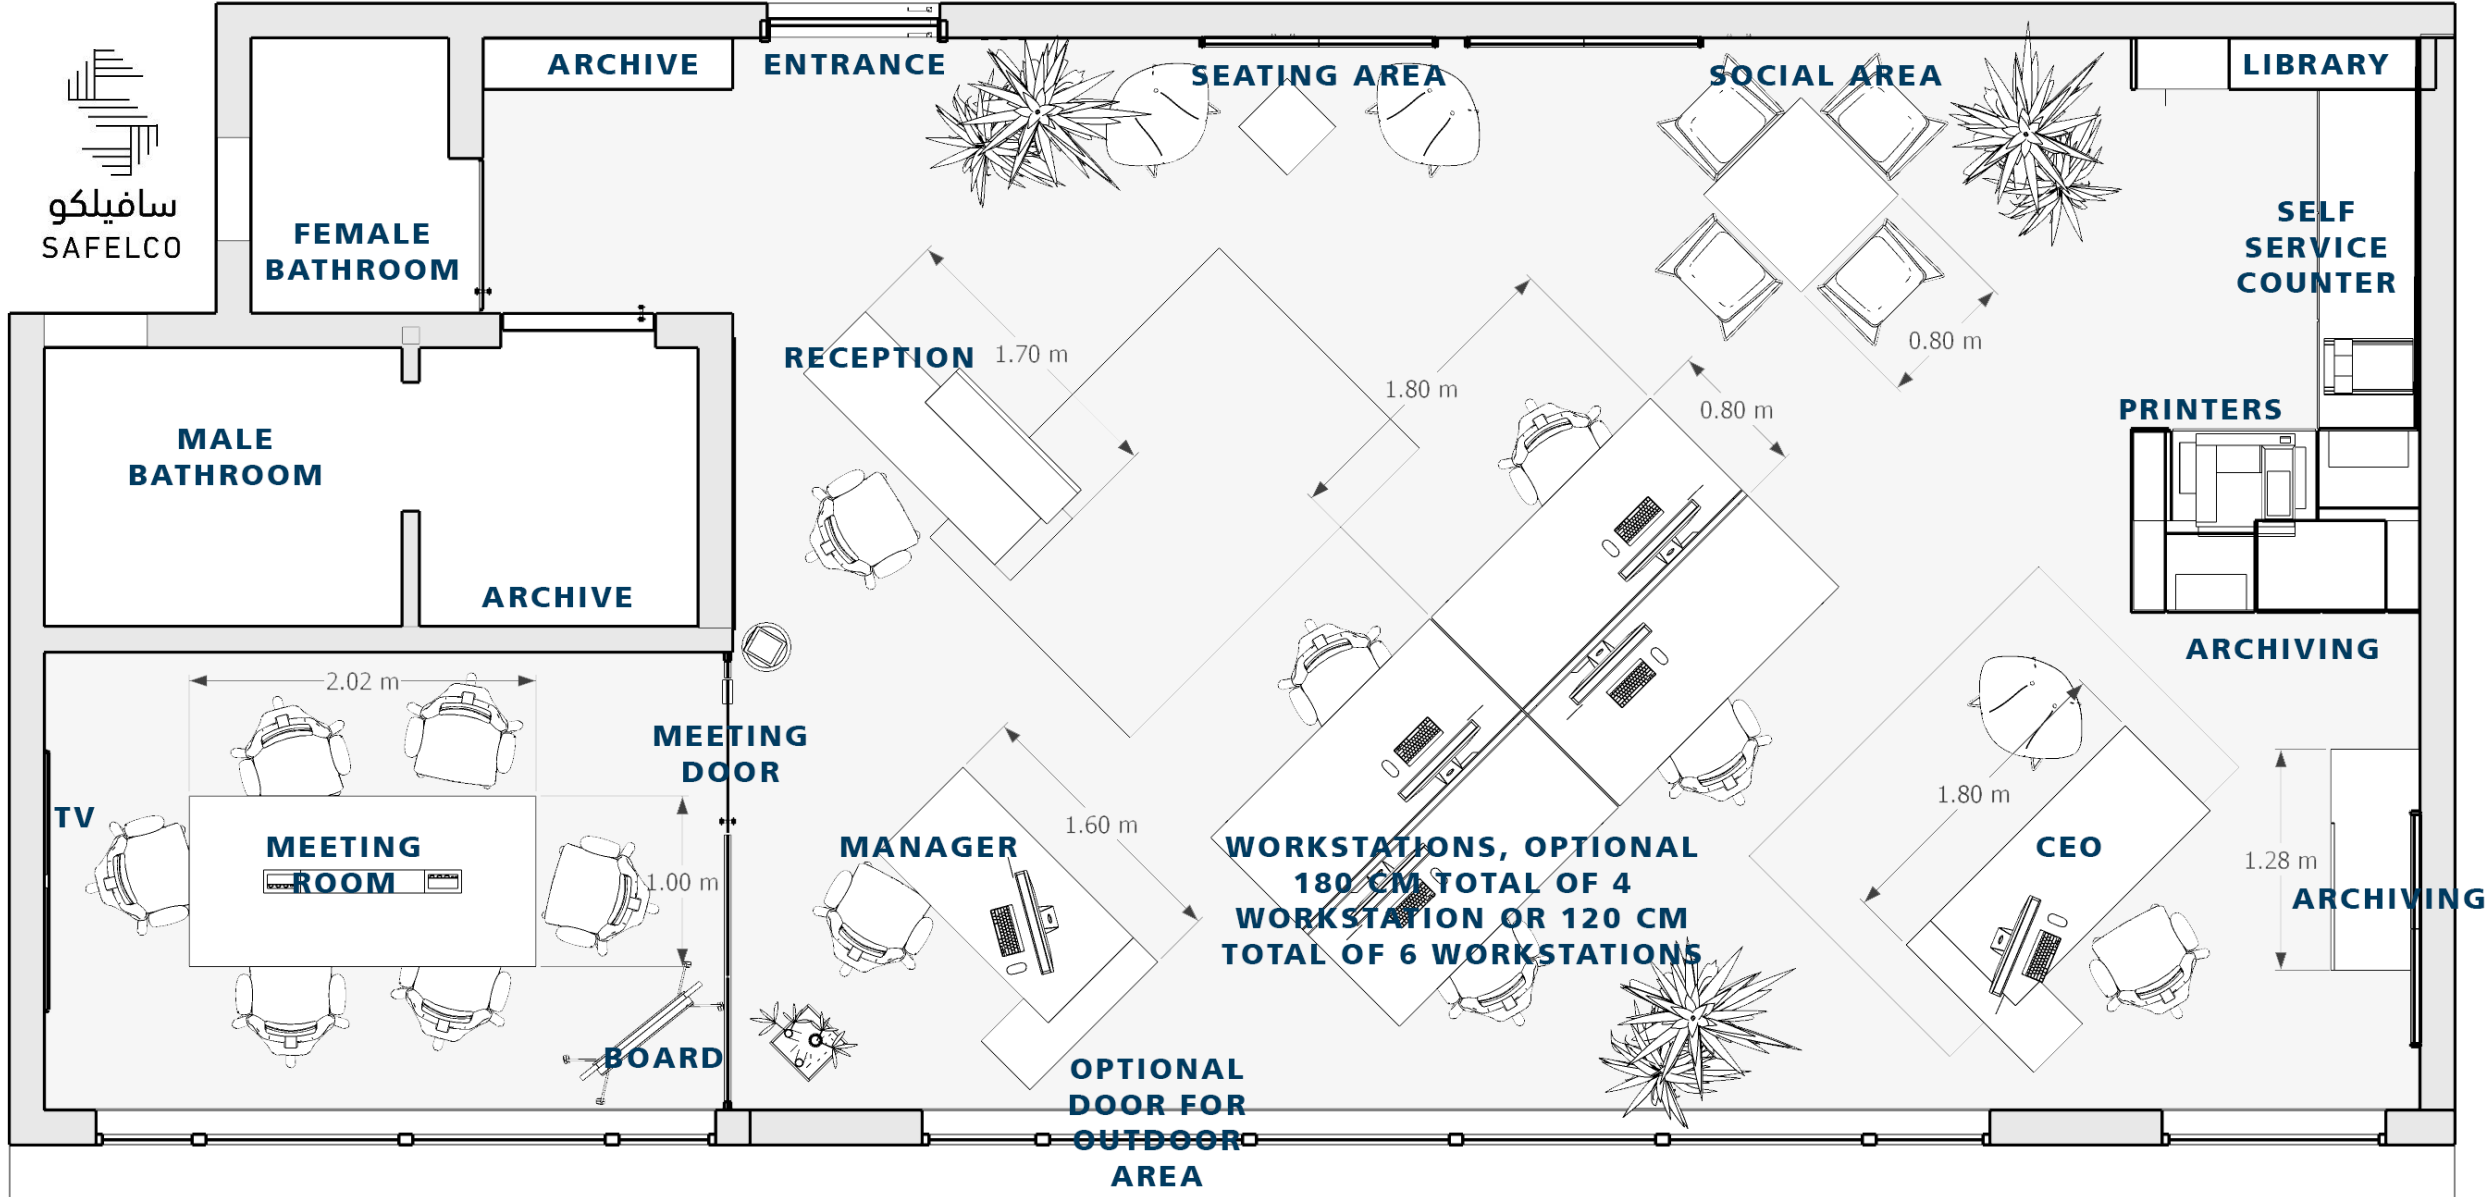 سافيلكو
SAFELCO
ARCHIVE
ENTRANCE
SEATING AREA
SOCIAL AREA
LIBRARY
FEMALE
BATHROOM
SELF
SERVICE
COUNTER
RECEPTION
1.70 m
1.80 m
0.80 m
0.80 m
PRINTERS
MALE
BATHROOM
ARCHIVE
ARCHIVING
2.02 m
MEETING
DOOR
TV
MEETING
ROOM
1.00 m
MANAGER
1.60 m
WORKSTATIONS, OPTIONAL
180 CM TOTAL OF 4
WORKSTATION OR 120 CM
TOTAL OF 6 WORKSTATIONS
1.80 m
CEO
1.28 m
ARCHIVING
BOARD
OPTIONAL
DOOR FOR
OUTDOOR
AREA